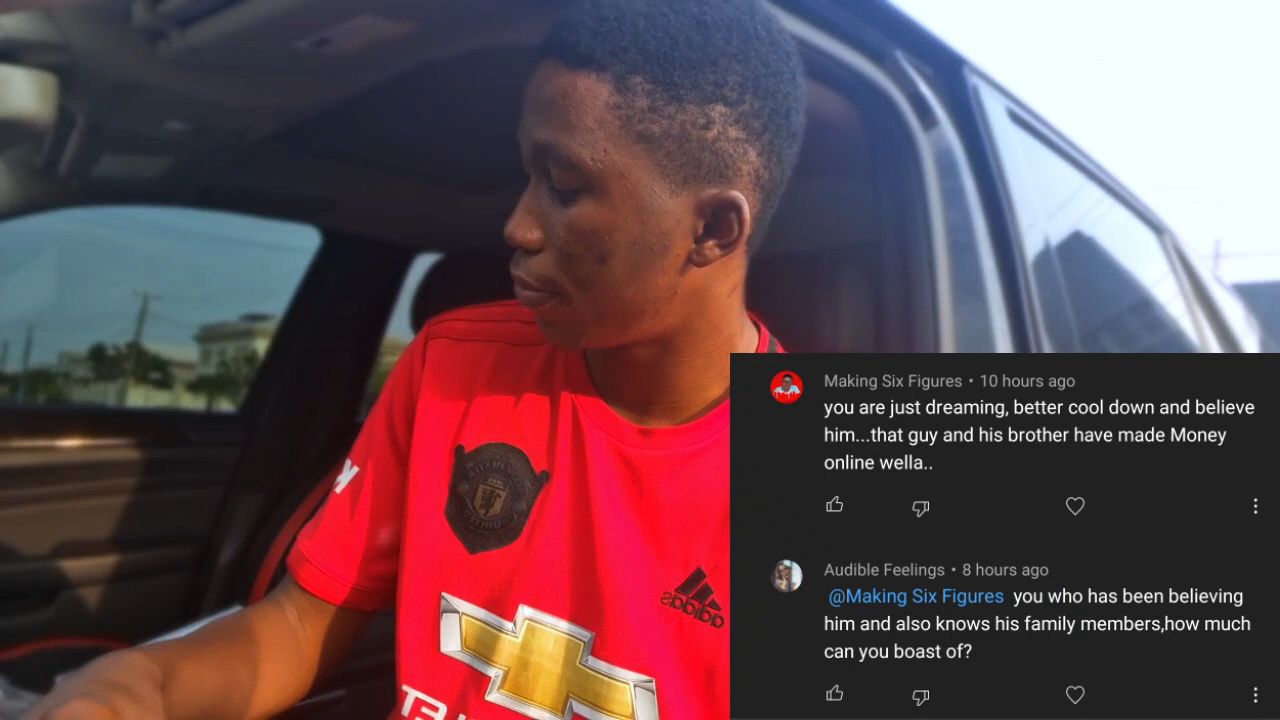 Making Six Figures • 10 hours ago
you are just dreaming, better cool down and believe
him...that guy and his brother have made Money
online wella..
Audible Feelings • 8 hours ago
@Making Six Figures you who has been believing
him and also knows his family members,how much
can you boast of?
adidas